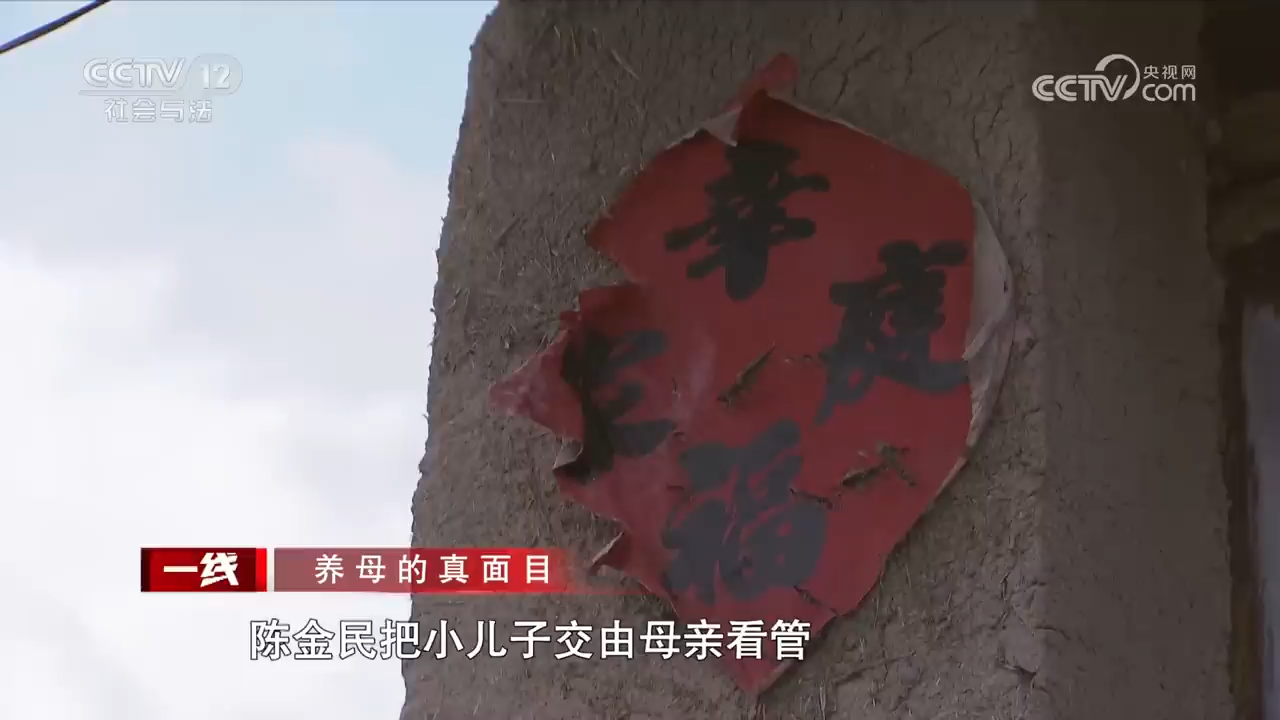 CCTV 12
社会与法
央视网
CCTV.com
幸
庭
福
一线 养母的真面目
陈金民把小儿子交由母亲看管